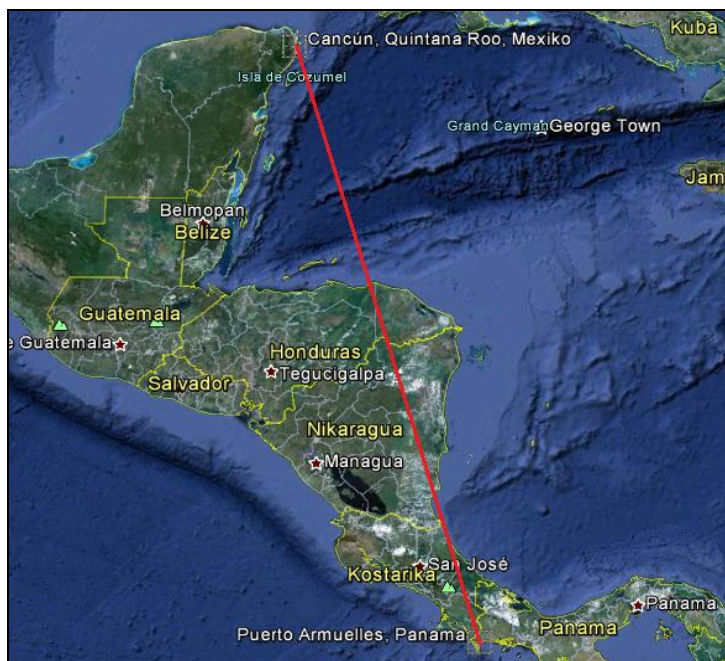 Kuba
Cancún, Quintana Roo, Mexiko
Isla de Cozumel
Grand Cayman George Town
Jam
Belmopan
Belize
Guatemala
e Guatemala
Honduras
Tegucigalpa
Salvador
Nikaragua
Managua
San José
Kostarika
Panama
Panama
Puerto Armuelles, Panama